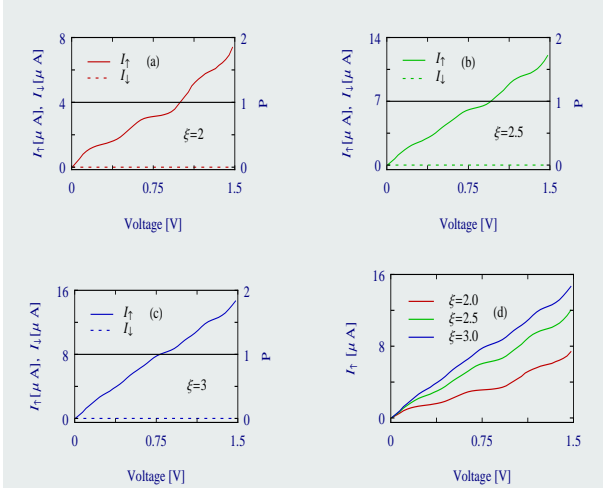 I↑ [μ A], I↓[μ A]
8
4
0
I↑ (a)
I↓
ξ=2
2
1
0
P
0 0.75 1.5
Voltage [V]
I↑ [μ A], I↓[μ A]
14
7
0
I↑ (b)
I↓
ξ=2.5
2
1
0
P
0 0.75 1.5
Voltage [V]
I↑ [μ A], I↓[μ A]
16
8
0
I↑ (c)
I↓
ξ=3
2
1
0
P
0 0.75 1.5
Voltage [V]
I↑ [μ A]
16
8
0
ξ=2.0
ξ=2.5 (d)
ξ=3.0
0 0.75 1.5
Voltage [V]